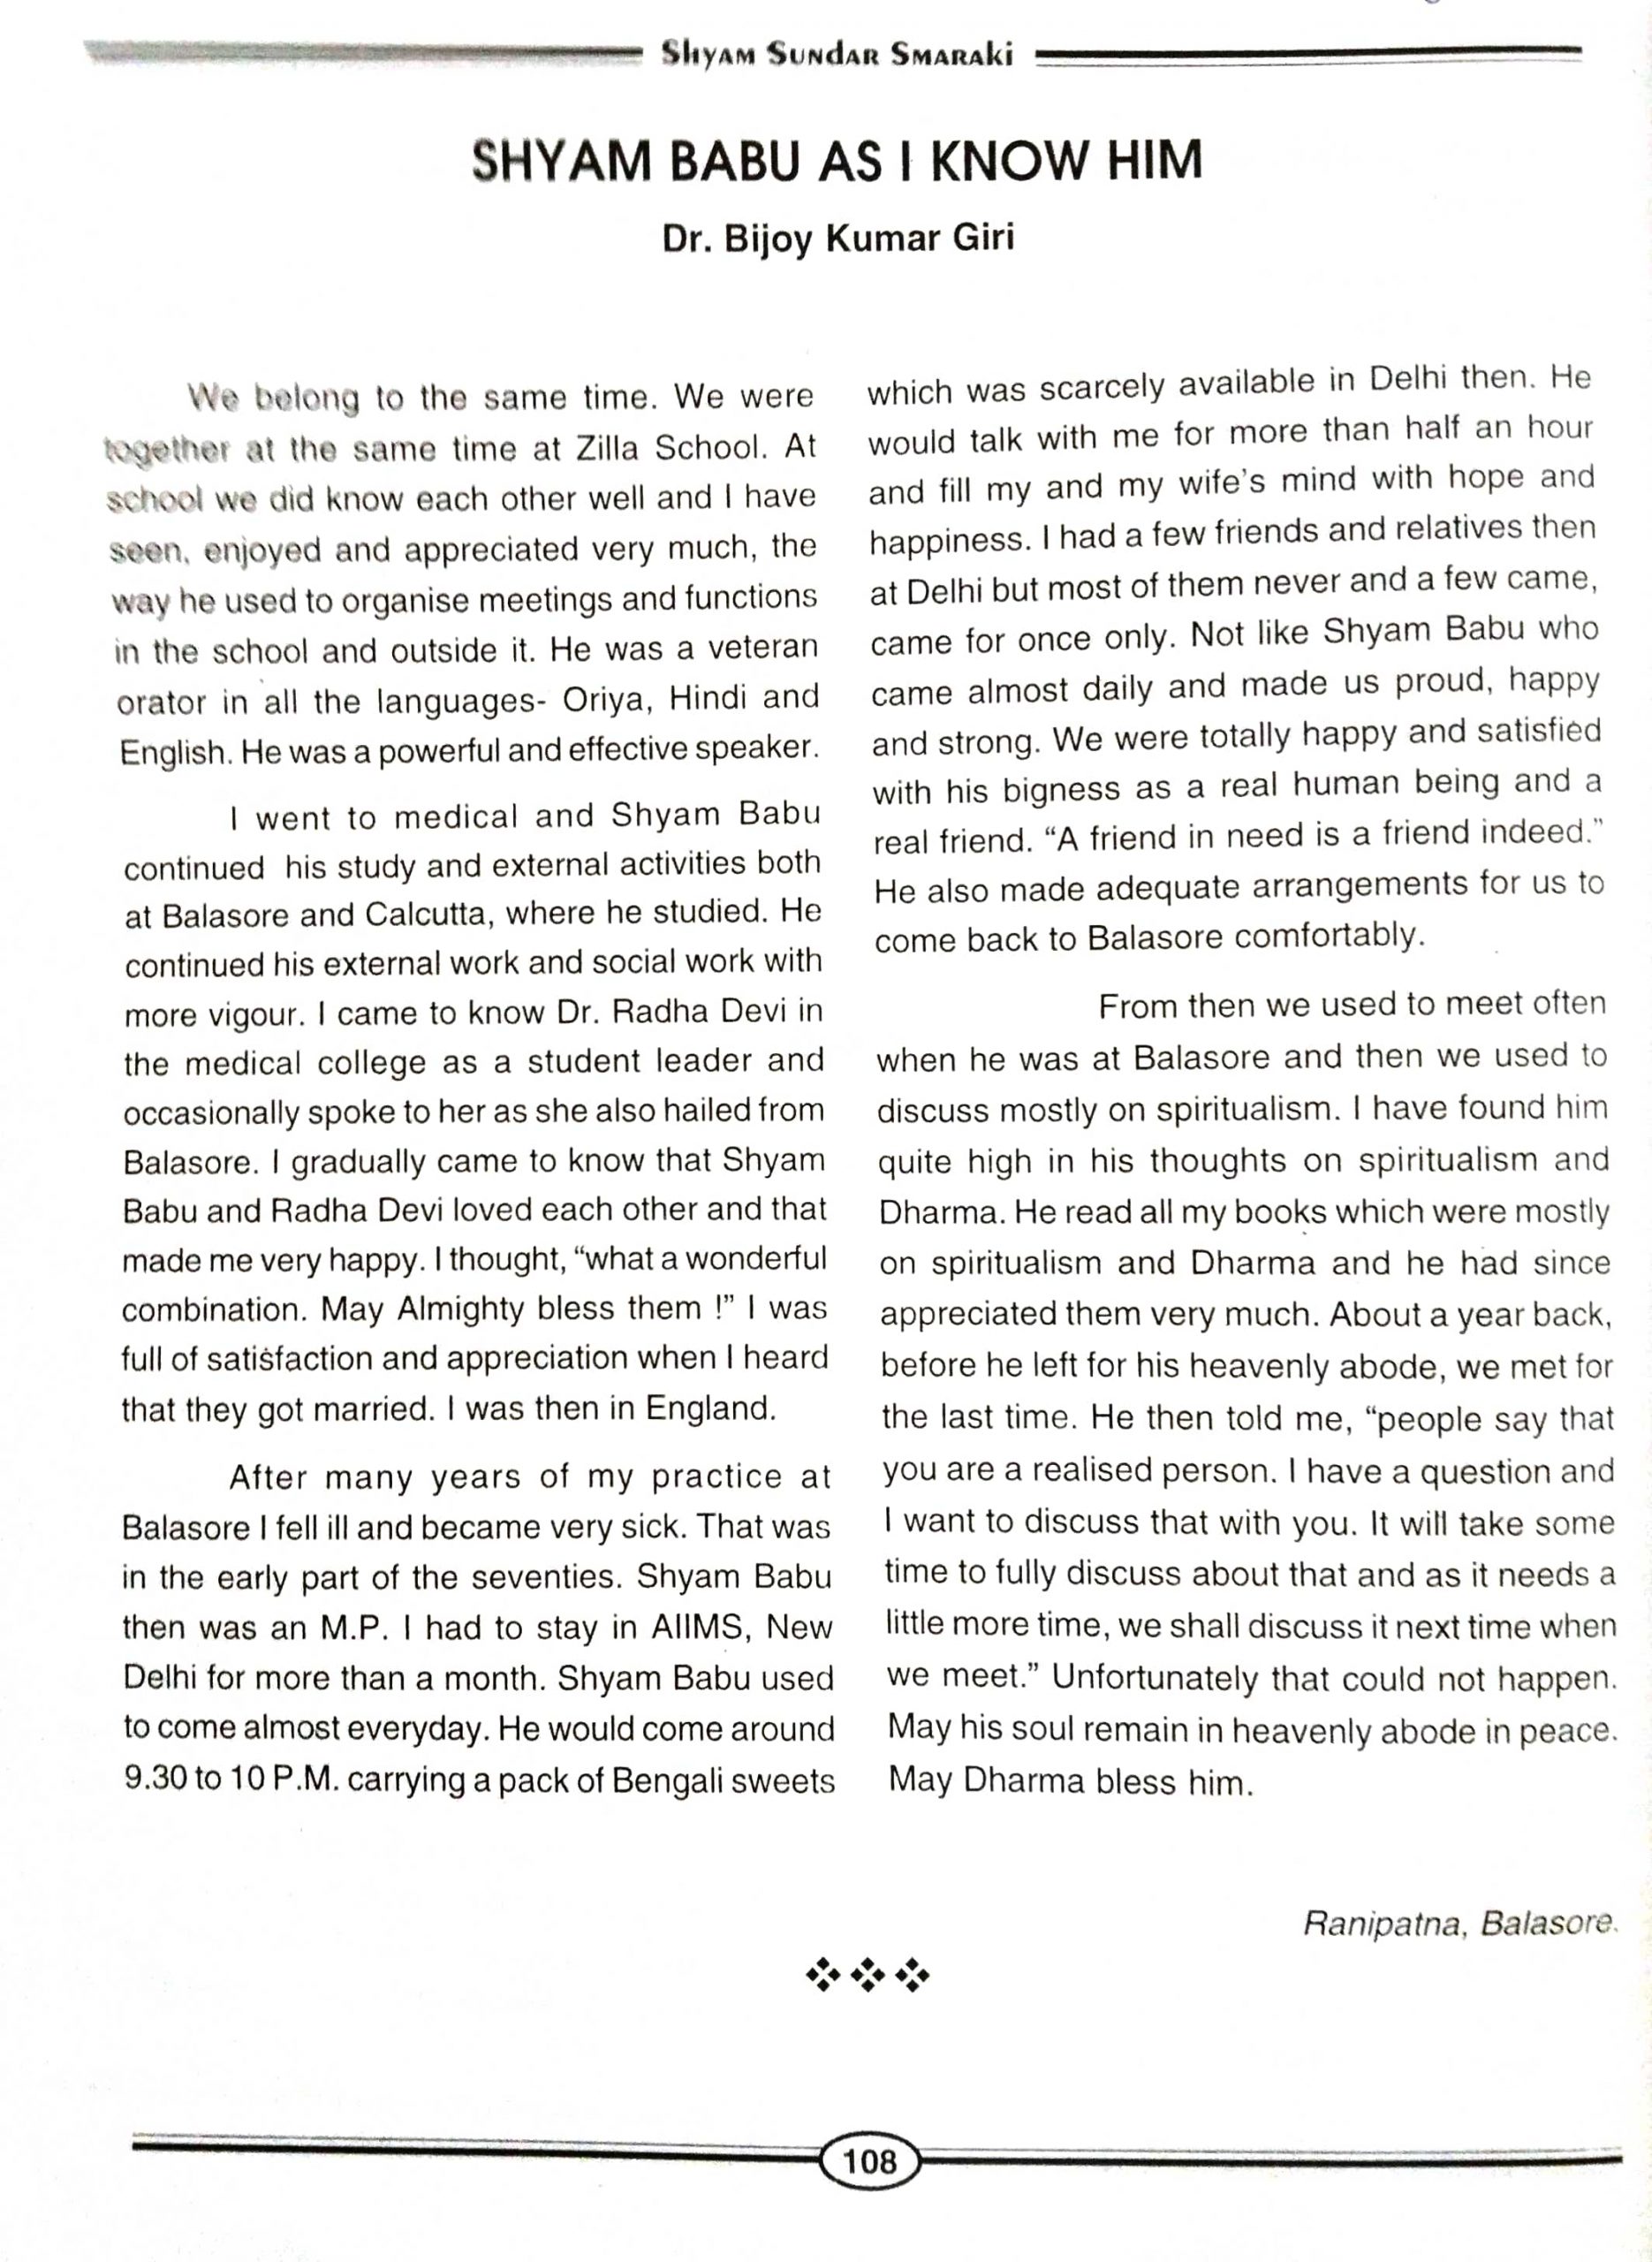 Shyam Sundar Smaraki
SHYAM BABU AS I KNOW HIM
Dr. Bijoy Kumar Giri
We belong to the same time. We were
together at the same time at Zilla School. At
school we did know each other well and I have
seen, enjoyed and appreciated very much, the
way he used to organise meetings and functions
in the school and outside it. He was a veteran
orator in all the languages- Oriya, Hindi and
English. He was a powerful and effective speaker.
I went to medical and Shyam Babu
continued his study and external activities both
at Balasore and Calcutta, where he studied. He
continued his external work and social work with
more vigour. I came to know Dr. Radha Devi in
the medical college as a student leader and
occasionally spoke to her as she also hailed from
Balasore. I gradually came to know that Shyam
Babu and Radha Devi loved each other and that
made me very happy. I thought, “what a wonderful
combination. May Almighty bless them !” I was
full of satisfaction and appreciation when I heard
that they got married. I was then in England.
After many years of my practice at
Balasore I fell ill and became very sick. That was
in the early part of the seventies. Shyam Babu
then was an M.P. I had to stay in AIIMS, New
Delhi for more than a month. Shyam Babu used
to come almost everyday. He would come around
9.30 to 10 P.M. carrying a pack of Bengali sweets
which was scarcely available in Delhi then. He
would talk with me for more than half an hour
and fill my and my wife’s mind with hope and
happiness. I had a few friends and relatives then
at Delhi but most of them never and a few came,
came for once only. Not like Shyam Babu who
came almost daily and made us proud, happy
and strong. We were totally happy and satisfied
with his bigness as a real human being and a
real friend. “A friend in need is a friend indeed.”
He also made adequate arrangements for us to
come back to Balasore comfortably.
From then we used to meet often
when he was at Balasore and then we used to
discuss mostly on spiritualism. I have found him
quite high in his thoughts on spiritualism and
Dharma. He read all my books which were mostly
on spiritualism and Dharma and he had since
appreciated them very much. About a year back,
before he left for his heavenly abode, we met for
the last time. He then told me, “people say that
you are a realised person. I have a question and
I want to discuss that with you. It will take some
time to fully discuss about that and as it needs a
little more time, we shall discuss it next time when
we meet.” Unfortunately that could not happen.
May his soul remain in heavenly abode in peace.
May Dharma bless him.
Ranipatna, Balasore.
108